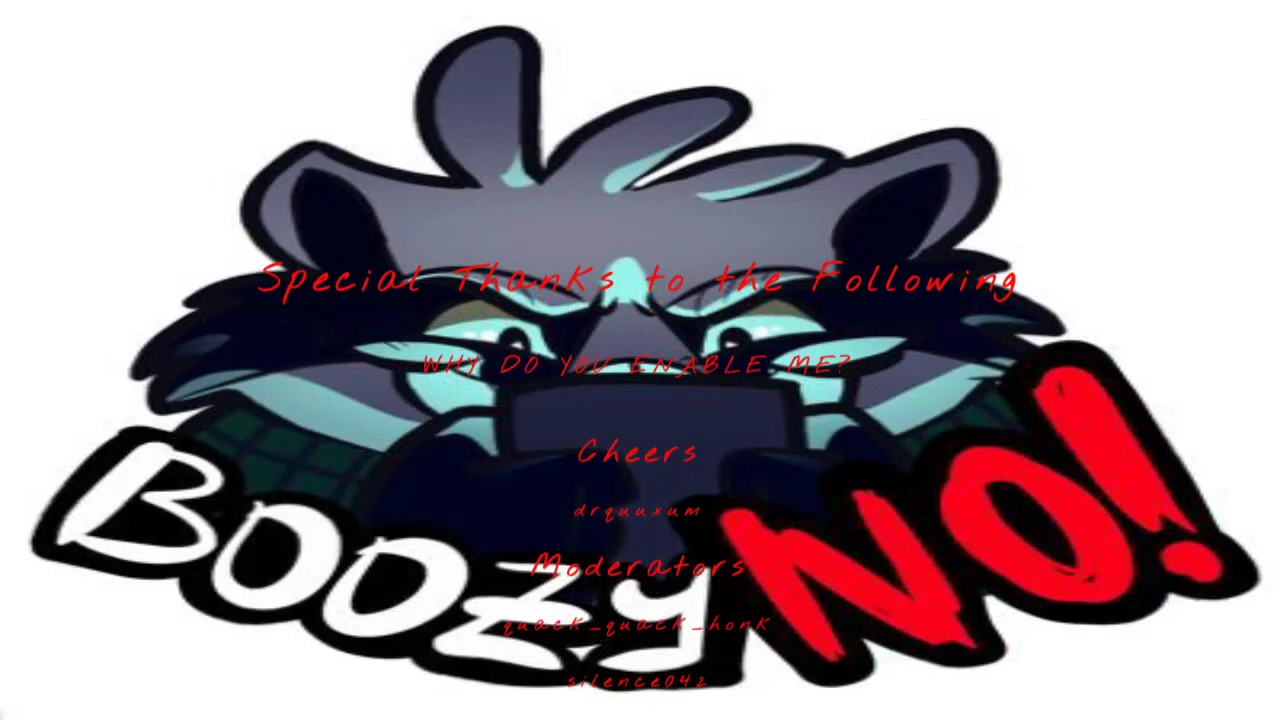 Special Thanks to the Following
WHY DO YOU ENABLE ME?
Cheers
drquuxum
Moderators
quack_quack_honk
silence042
BOOZY NO!